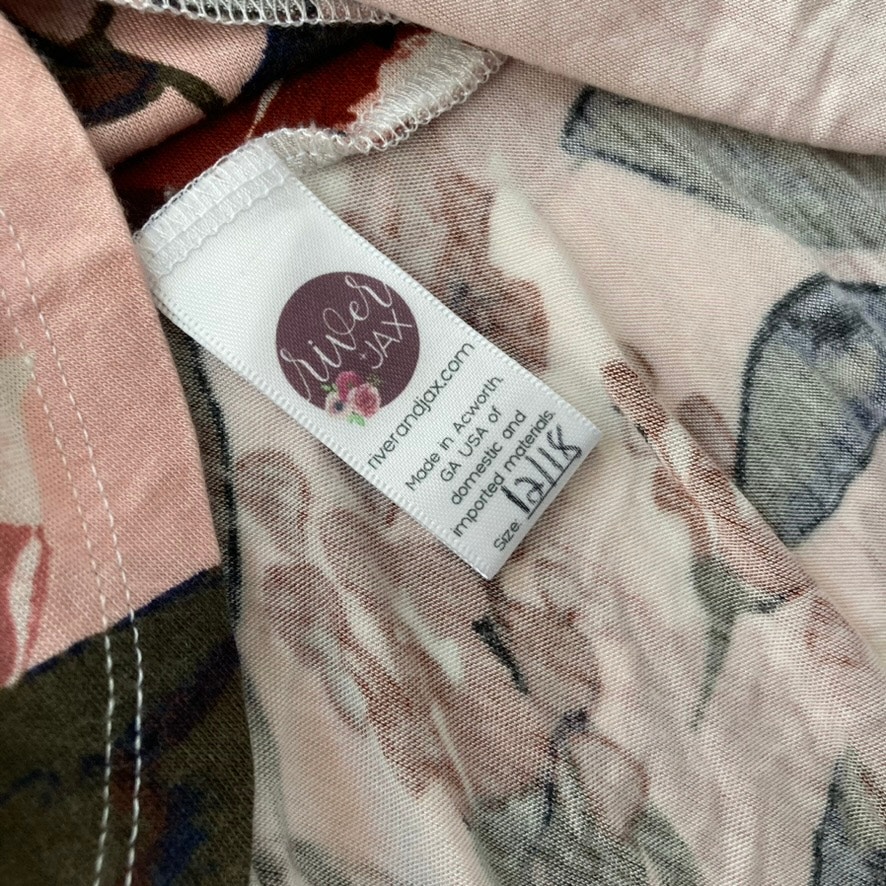 river
+JAX
riverandjax.com
Made in Acworth,
GA USA of
domestic and
imported materials.
Size: 12/18